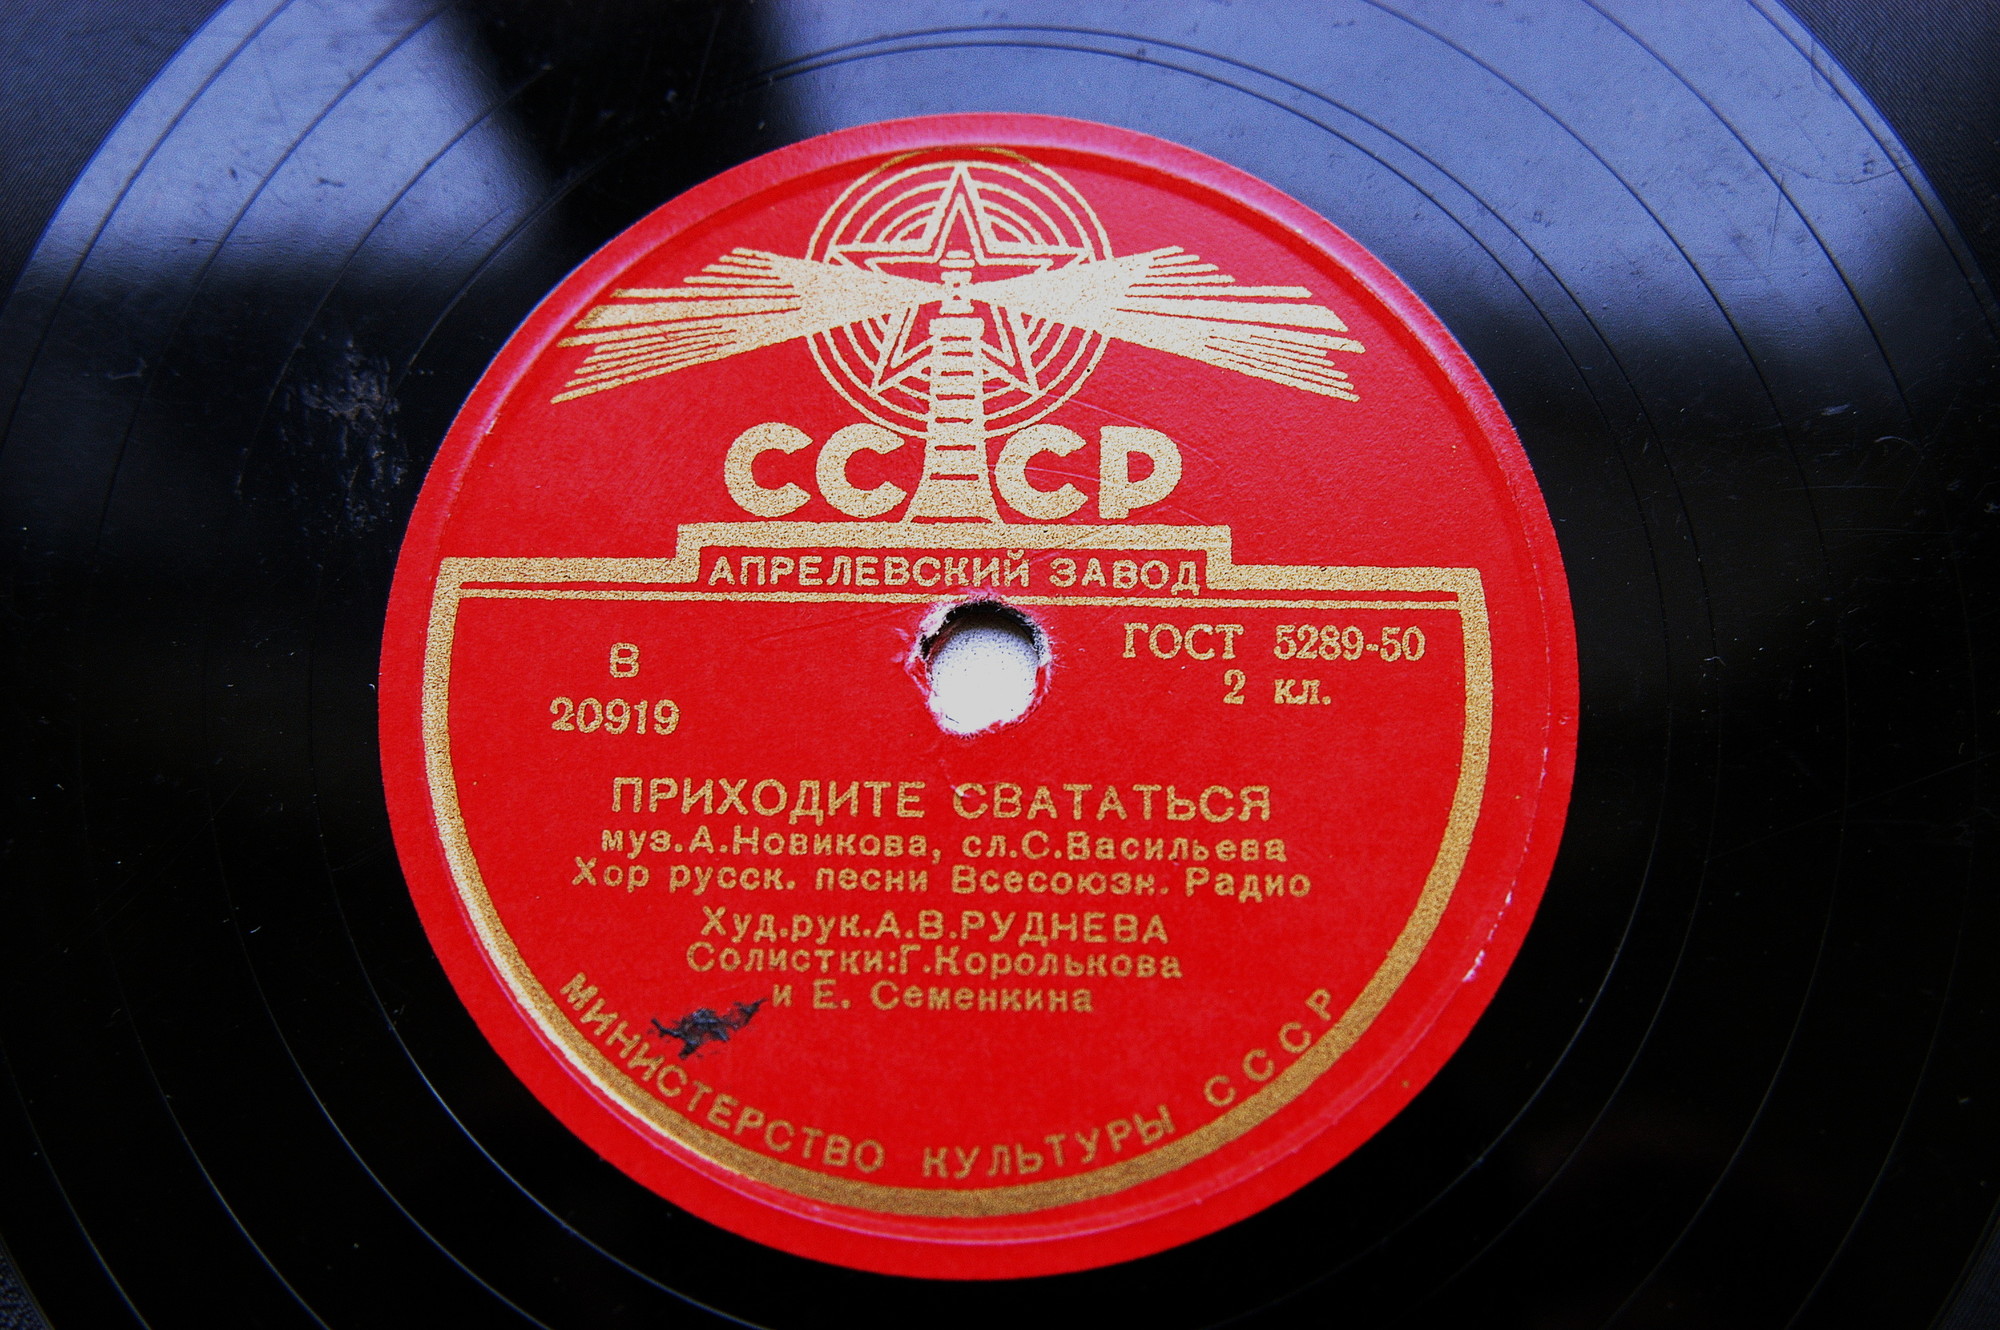 СССР
АПРЕЛЕВСКИЙ ЗАВОД
В
20919
ГОСТ 5289-50
2 кл.
ПРИХОДИТЕ СВАТАТЬСЯ
муз.А.Новикова, сл.С.Васильева
Хор русск. песни Всесоюзн. Радио
Худ.рук.А.В.РУДНЕВА
Солистки:Г.Королькова
и Е. Семенкина
МИНИСТЕРСТВО КУЛЬТУРЫ СССР